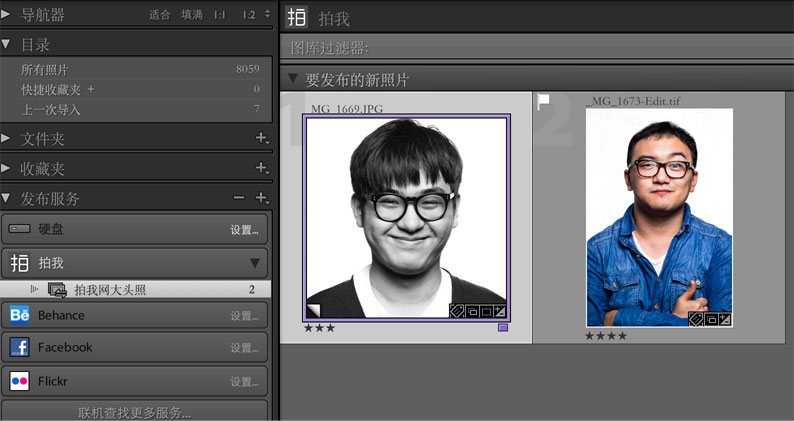 导航器 适合 填满 1:1 1:2
目录
所有照片 8059
快捷收藏夹 + 0
上一次导入 7
文件夹
收藏夹
发布服务
硬盘 设置...
拍我
拍我网大头照 2
Behance 设置...
Facebook 设置...
Flickr 设置...
联机查找更多服务...
拍我
图库过滤器:
要发布的新照片
1
_MG_1669.JPG
2
_MG_1673-Edit.tif